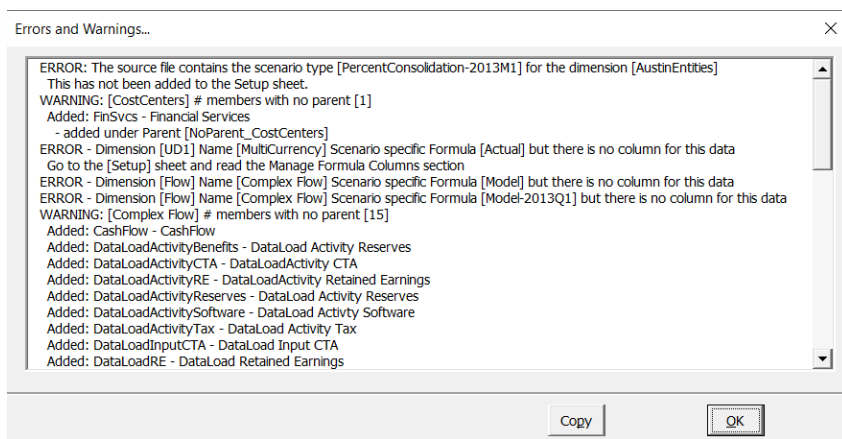 Errors and Warnings...
ERROR: The source file contains the scenario type [PercentConsolidation-2013M1] for the dimension [AustinEntities]
This has not been added to the Setup sheet.
WARNING: [CostCenters] # members with no parent [1]
Added: FinSvcs - Financial Services
- added under Parent [NoParent_CostCenters]
ERROR - Dimension [UD1] Name [MultiCurrency] Scenario specific Formula [Actual] but there is no column for this data
Go to the [Setup] sheet and read the Manage Formula Columns section
ERROR - Dimension [Flow] Name [Complex Flow] Scenario specific Formula [Model] but there is no column for this data
ERROR - Dimension [Flow] Name [Complex Flow] Scenario specific Formula [Model-2013Q1] but there is no column for this data
WARNING: [Complex Flow] # members with no parent [15]
Added: CashFlow - CashFlow
Added: DataLoadActivityBenefits - DataLoad Activity Reserves
Added: DataLoadActivityCTA - DataLoadActivity CTA
Added: DataLoadActivityRE - DataLoadActivity Retained Earnings
Added: DataLoadActivityReserves - DataLoad Activity Reserves
Added: DataLoadActivitySoftware - DataLoad Activty Software
Added: DataLoadActivityTax - DataLoad Activity Tax
Added: DataLoadInputCTA - DataLoad Input CTA
Added: DataLoadRE - DataLoad Retained Earnings
Copy
OK